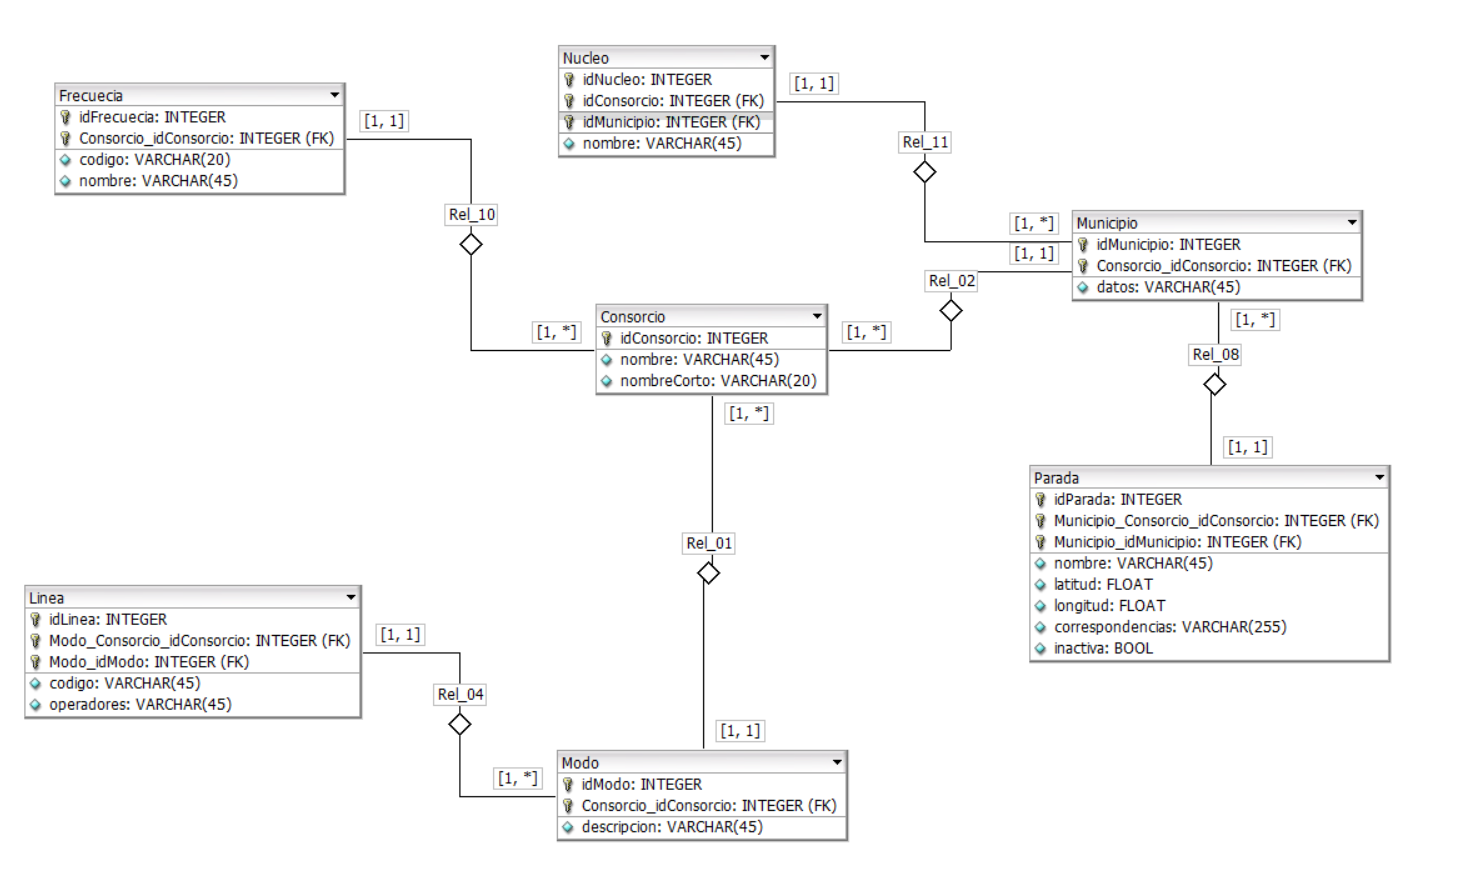 Nucleo
idNucleo: INTEGER
idConsorcio: INTEGER (FK)
idMunicipio: INTEGER (FK)
nombre: VARCHAR(45)
[1, 1]
Frecuecia
idFrecuecia: INTEGER
Consorcio_idConsorcio: INTEGER (FK)
codigo: VARCHAR(20)
nombre: VARCHAR(45)
[1, 1]
Rel_11
Rel_10
[1, *]
Municipio
idMunicipio: INTEGER
Consorcio_idConsorcio: INTEGER (FK)
datos: VARCHAR(45)
[1, 1]
Rel_02
Consorcio
idConsorcio: INTEGER
nombre: VARCHAR(45)
nombreCorto: VARCHAR(20)
[1, *]
[1, *]
[1, *]
Rel_08
[1, *]
[1, 1]
Parada
idParada: INTEGER
Municipio_Consorcio_idConsorcio: INTEGER (FK)
Municipio_idMunicipio: INTEGER (FK)
nombre: VARCHAR(45)
latitud: FLOAT
longitud: FLOAT
correspondencias: VARCHAR(255)
inactiva: BOOL
Rel_01
Linea
idLinea: INTEGER
Modo_Consorcio_idConsorcio: INTEGER (FK)
Modo_idModo: INTEGER (FK)
codigo: VARCHAR(45)
operadores: VARCHAR(45)
[1, 1]
Rel_04
[1, 1]
[1, *]
Modo
idModo: INTEGER
Consorcio_idConsorcio: INTEGER (FK)
descripcion: VARCHAR(45)